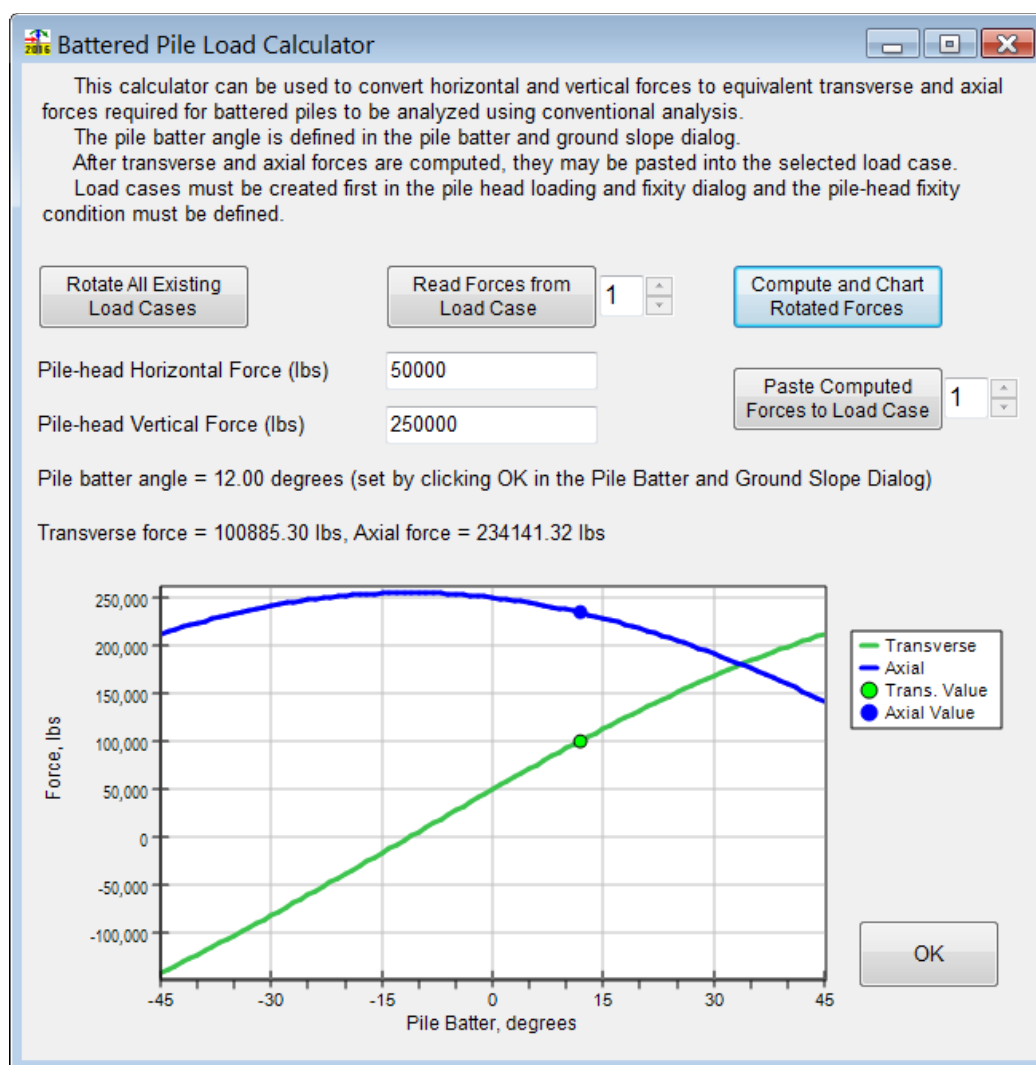 2016 Battered Pile Load Calculator
This calculator can be used to convert horizontal and vertical forces to equivalent transverse and axial
forces required for battered piles to be analyzed using conventional analysis.
The pile batter angle is defined in the pile batter and ground slope dialog.
After transverse and axial forces are computed, they may be pasted into the selected load case.
Load cases must be created first in the pile head loading and fixity dialog and the pile-head fixity
condition must be defined.
Rotate All Existing
Load Cases
Read Forces from
Load Case
1
Compute and Chart
Rotated Forces
Pile-head Horizontal Force (lbs)
50000
Paste Computed
Forces to Load Case
1
Pile-head Vertical Force (lbs)
250000
Pile batter angle = 12.00 degrees (set by clicking OK in the Pile Batter and Ground Slope Dialog)
Transverse force = 100885.30 lbs, Axial force = 234141.32 lbs
Force, lbs
250,000
200,000
150,000
100,000
50,000
0
-50,000
-100,000
-45
-30
-15
0
15
30
45
Pile Batter, degrees
Transverse
Axial
Trans. Value
Axial Value
OK